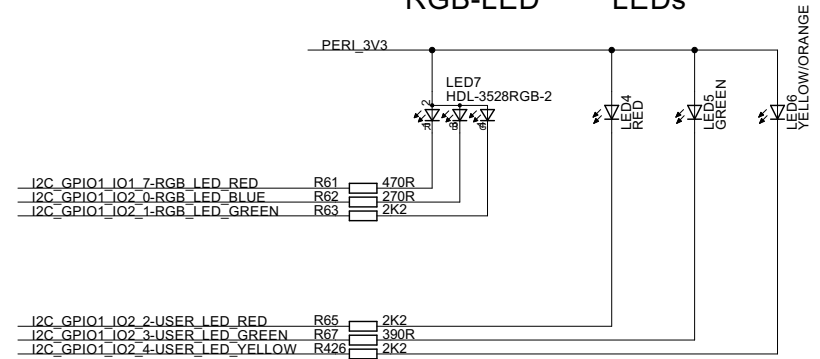 RGB-LED LEDs
PERI_3V3
LED7
HDL-3528RGB-2
2
R B G
LED4
RED
LED5
GREEN
LED6
YELLOW/ORANGE
I2C_GPIO1_IO1_7-RGB_LED_RED R61 470R
I2C_GPIO1_IO2_0-RGB_LED_BLUE R62 270R
I2C_GPIO1_IO2_1-RGB_LED_GREEN R63 2K2
I2C_GPIO1_IO2_2-USER_LED_RED R65 2K2
I2C_GPIO1_IO2_3-USER_LED_GREEN R67 390R
I2C_GPIO1_IO2_4-USER_LED_YELLOW R426 2K2